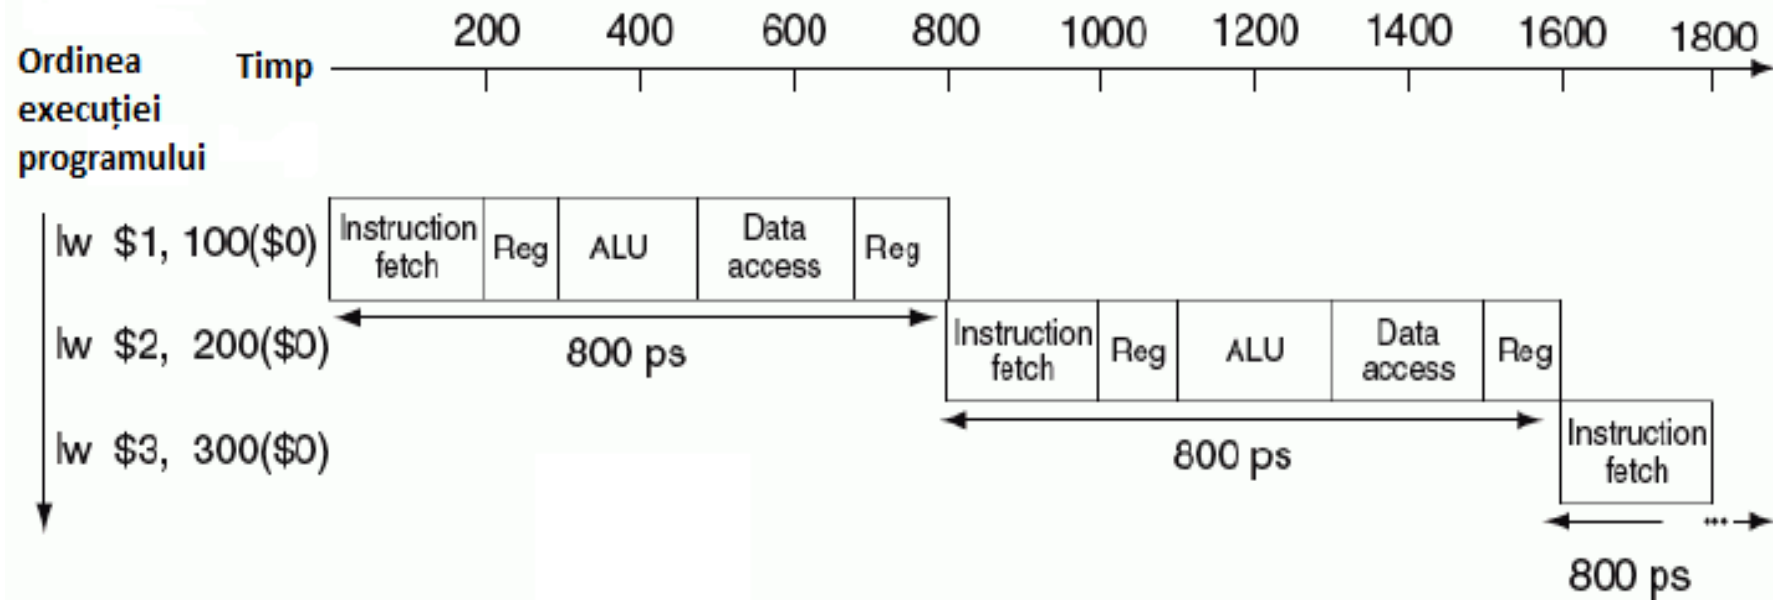 200 400 600 800 1000 1200 1400 1600 1800
Ordinea
execuției
programului
Timp
lw $1, 100($0)
Instruction
fetch
Reg
ALU
Data
access
Reg
800 ps
lw $2, 200($0)
Instruction
fetch
Reg
ALU
Data
access
Reg
800 ps
lw $3, 300($0)
Instruction
fetch
...
800 ps